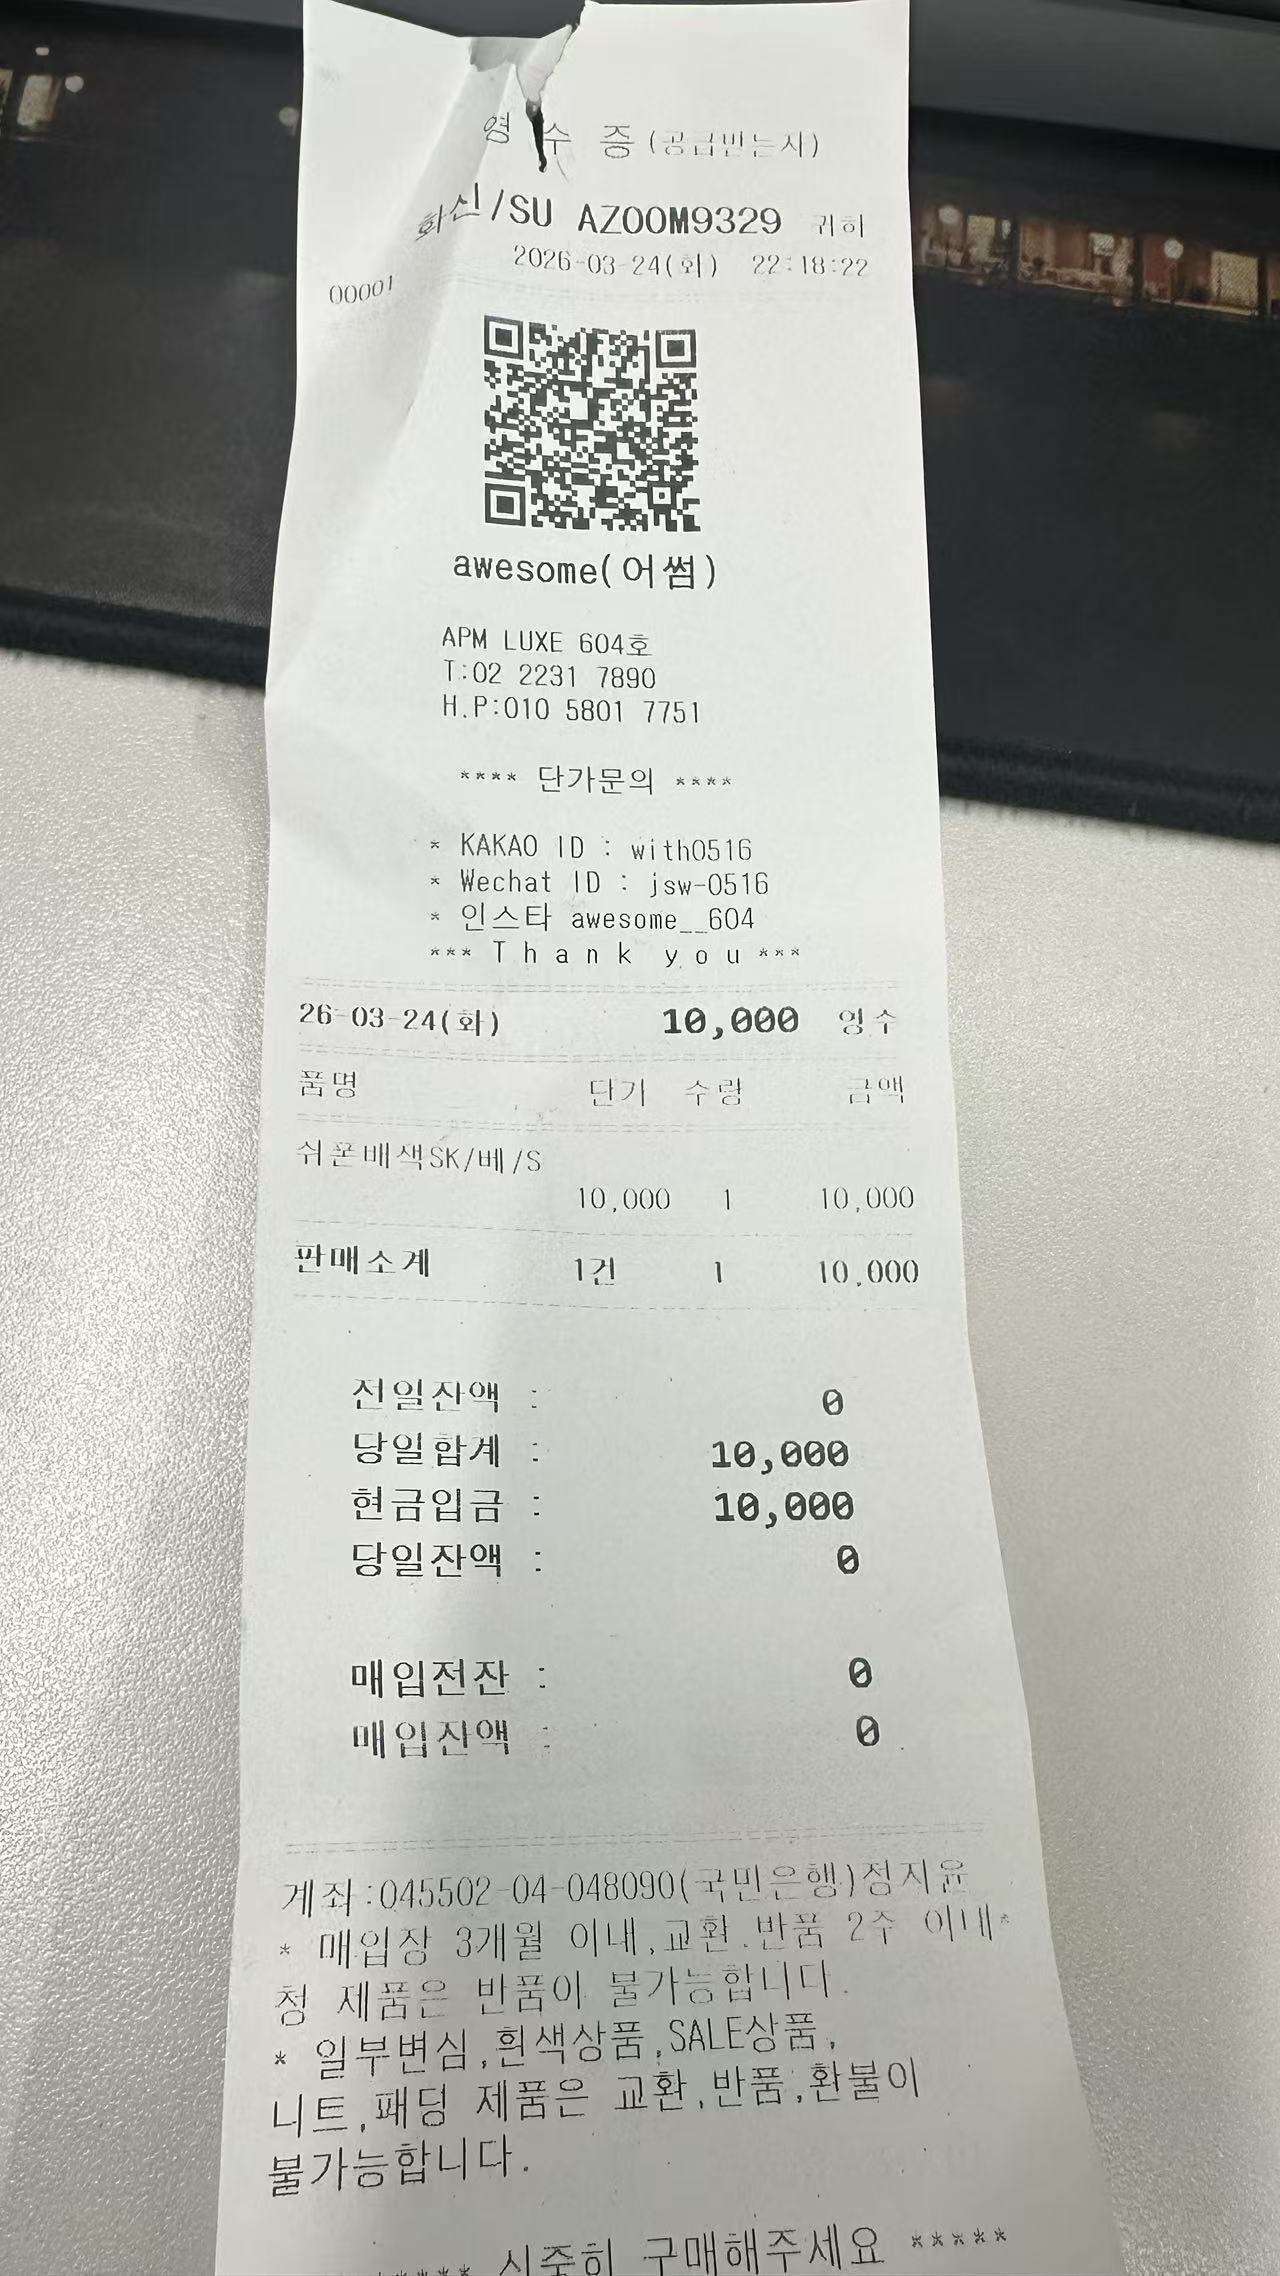 영 수 증 (공급받는자)
화신/SU AZ00M9329 귀하
2026-03-24(화) 22:18:22
00001
awesome(어썸)
APM LUXE 604호
T:02 2231 7890
H.P:010 5801 7751
**** 단가문의 ****
* KAKAO ID : with0516
* Wechat ID : jsw-0516
* 인스타 awesome__604
*** T h a n k y o u ***
26-03-24(화) 10,000 영수
품명 단가 수량 금액
쉬폰배색SK/베/S
10,000 1 10,000
판매소계 1건 1 10,000
전일잔액 : 0
당일합계 : 10,000
현금입금 : 10,000
당일잔액 : 0
매입전잔 : 0
매입잔액 : 0
계좌:045502-04-048090(국민은행)정지윤
* 매입장 3개월 이내,교환.반품 2주 이내*
청 제품은 반품이 불가능합니다.
* 일부변심,흰색상품,SALE상품,
니트,패딩 제품은 교환,반품,환불이
불가능합니다.
***** 신중히 구매해주세요 *****